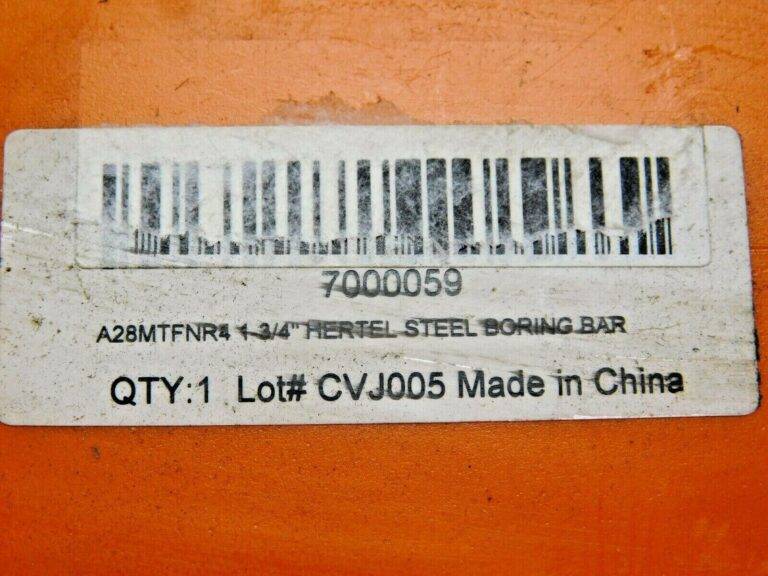 7000059
A28MTFNR4 1-3/4" HERTEL STEEL BORING BAR
QTY:1 Lot# CVJ005 Made in China